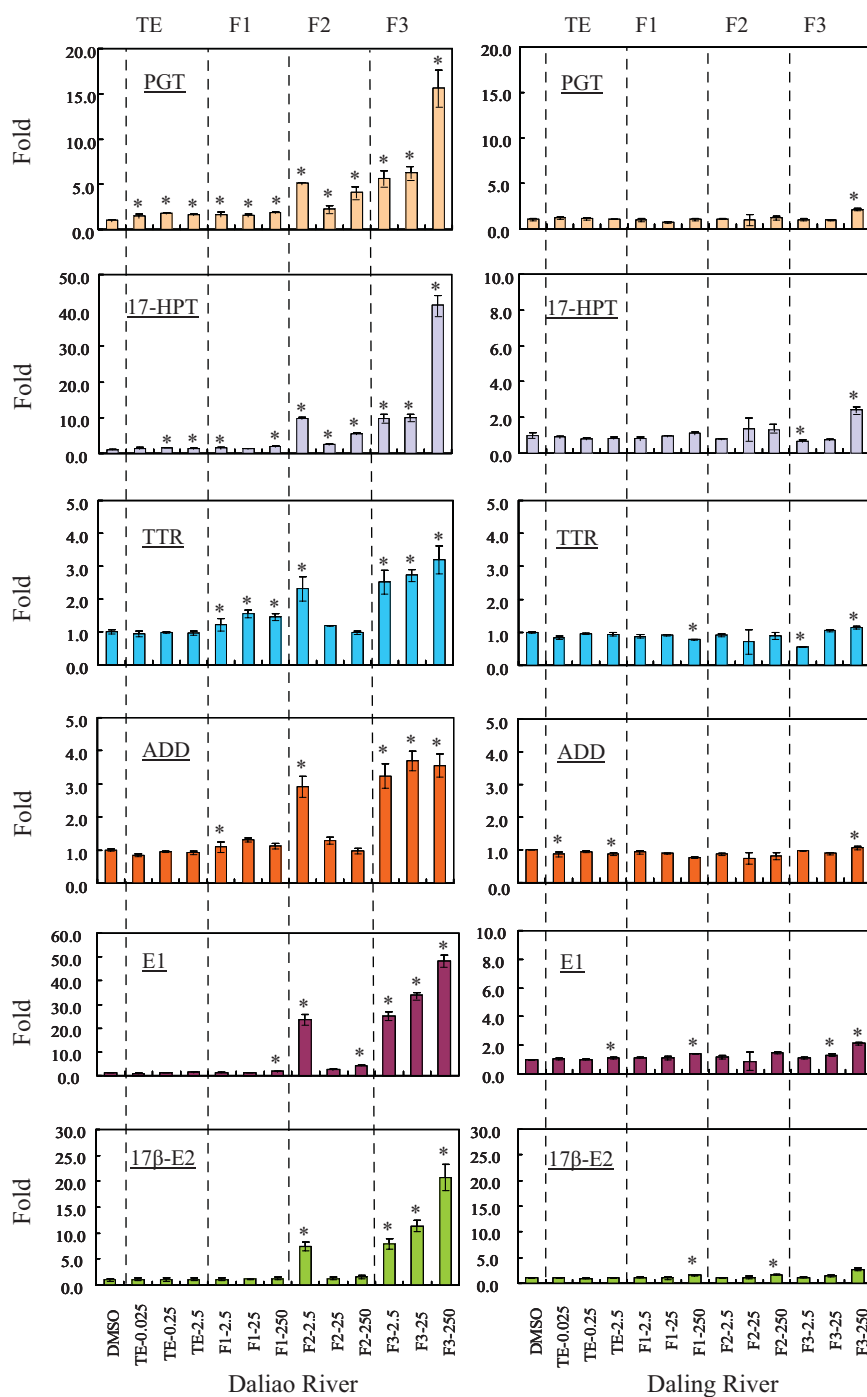 TE F1 F2 F3 TE F1 F2 F3
20.0 20.0
PGT * PGT
15.0 15.0
Fold
10.0 10.0
* * * * * * * * * * *
5.0 5.0 *
0.0 0.0
50.0 10.0
17-HPT * 17-HPT
40.0 8.0
Fold
30.0 6.0
20.0 4.0
* * * * * * * * *
10.0 2.0 * *
0.0 0.0
5.0 5.0
TTR TTR
4.0 4.0
Fold
3.0 * * * * 3.0
2.0 * * * 2.0
1.0 1.0 * * *
0.0 0.0
5.0 5.0
ADD * * * * ADD
4.0 4.0
Fold
3.0 3.0
2.0 * 2.0
1.0 1.0 * * *
0.0 0.0
60.0 10.0
E1 * E1
50.0 8.0
Fold
40.0 * * * 6.0
30.0
20.0 4.0
10.0 * * 2.0 * * * *
0.0 0.0
30.0 30.0
17β-E2 * 17β-E2
25.0 25.0
Fold
20.0 20.0
15.0 * * * 15.0
10.0 10.0
5.0 5.0 * *
0.0 0.0
DMSO TE-0.025 TE-0.25 TE-2.5 F1-2.5 F1-25 F1-250 F2-2.5 F2-25 F2-250 F3-2.5 F3-25 F3-250
DMSO TE-0.025 TE-0.25 TE-2.5 F1-2.5 F1-25 F1-250 F2-2.5 F2-25 F2-250 F3-2.5 F3-25 F3-250
Daliao River Daling River